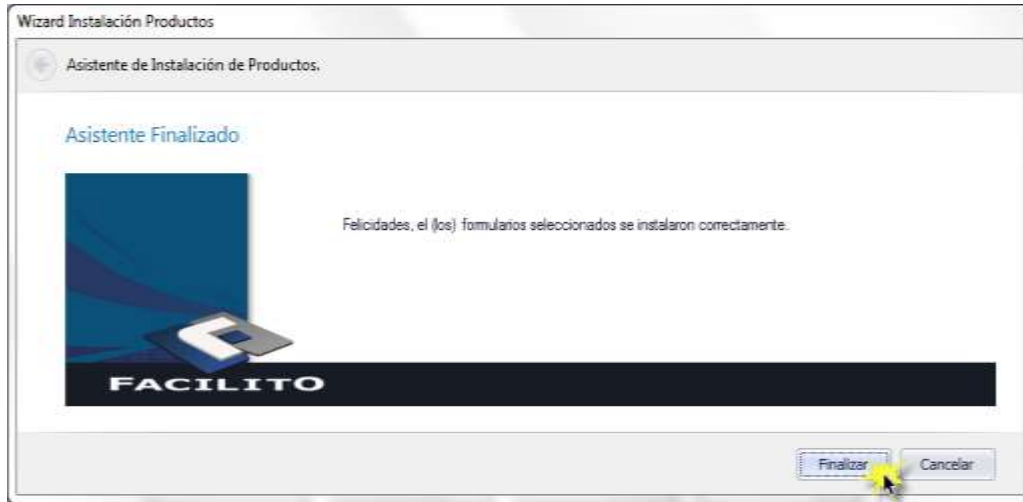 Wizard Instalación Productos
Asistente de Instalación de Productos.
Asistente Finalizado
Felicidades, el (los) formularios seleccionados se instalaron correctamente.
FACILITO
Finalizar
Cancelar